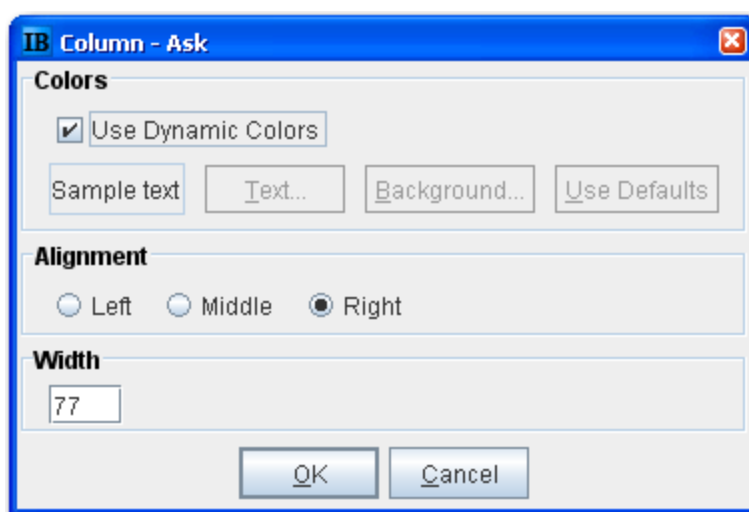 IB Column - Ask
Colors
Use Dynamic Colors
Sample text Text... Background... Use Defaults
Alignment
Left Middle Right
Width
77
OK Cancel